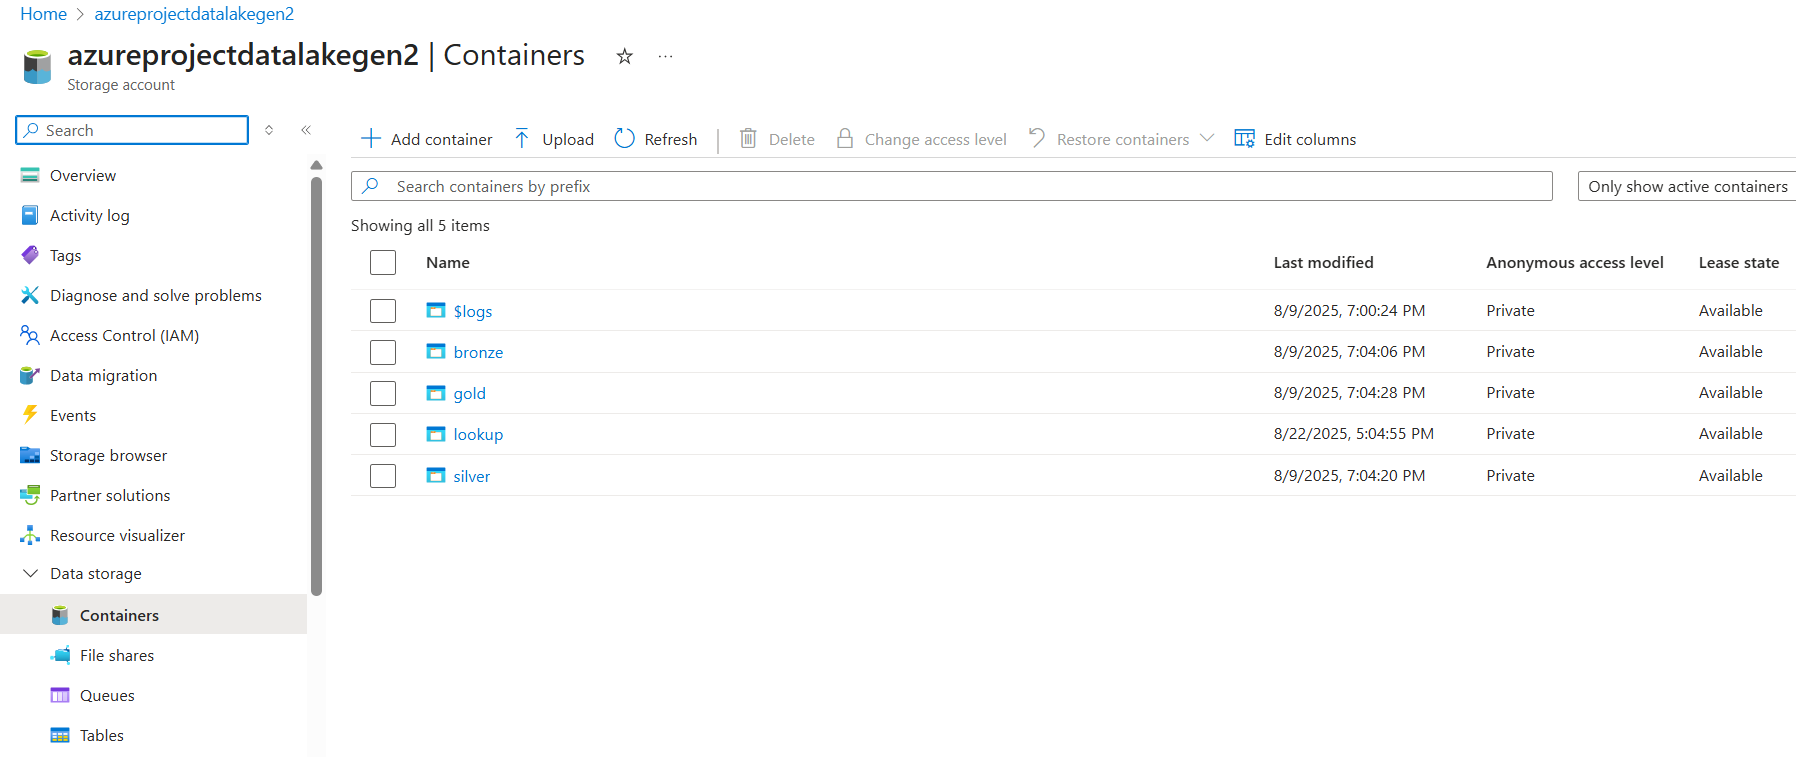 Home > azureprojectdatalakegen2
azureprojectdatalakegen2 | Containers
Storage account
Search
Overview
Activity log
Tags
Diagnose and solve problems
Access Control (IAM)
Data migration
Events
Storage browser
Partner solutions
Resource visualizer
Data storage
Containers
File shares
Queues
Tables
Add container Upload Refresh Delete Change access level Restore containers Edit columns
Search containers by prefix Only show active containers
Showing all 5 items
Name Last modified Anonymous access level Lease state
$logs 8/9/2025, 7:00:24 PM Private Available
bronze 8/9/2025, 7:04:06 PM Private Available
gold 8/9/2025, 7:04:28 PM Private Available
lookup 8/22/2025, 5:04:55 PM Private Available
silver 8/9/2025, 7:04:20 PM Private Available